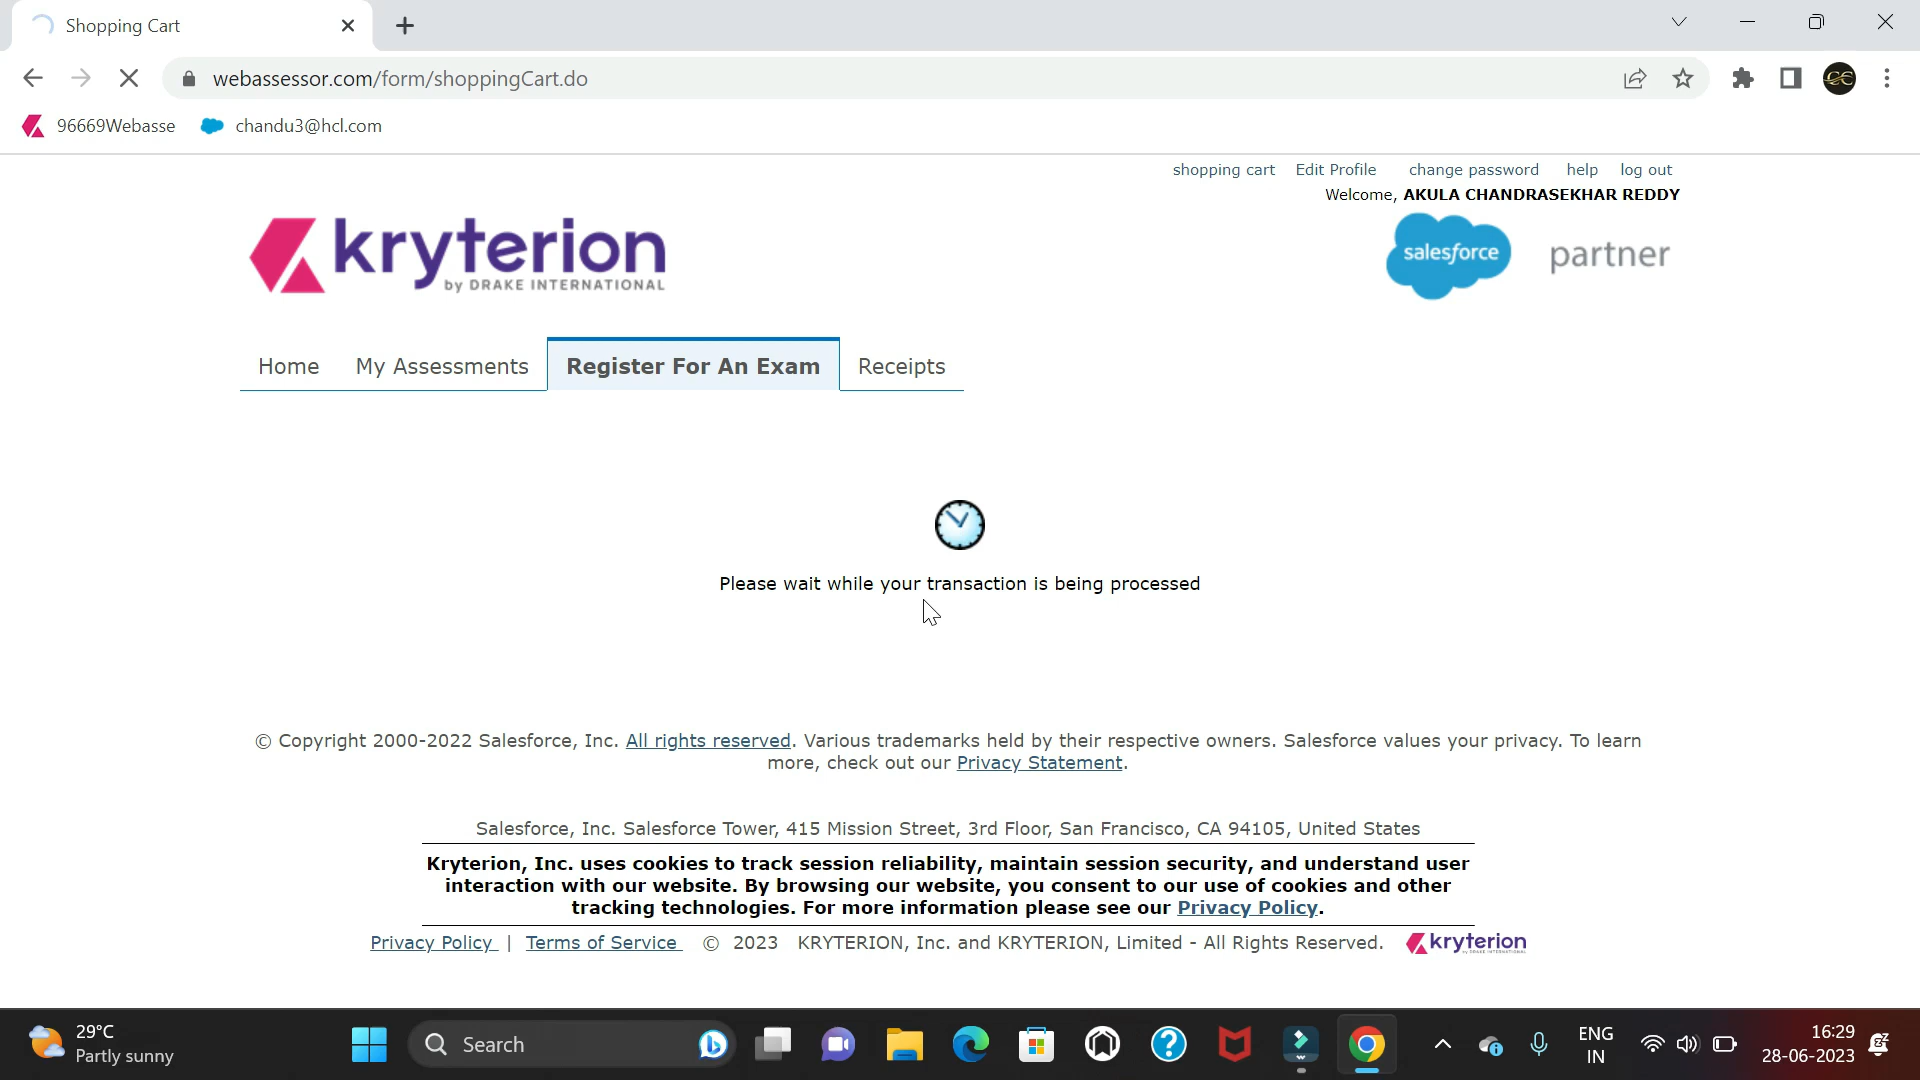 Shopping Cart
webassessor.com/form/shoppingCart.do
96669Webasse chandu3@hcl.com
shopping cart Edit Profile change password help log out
Welcome, AKULA CHANDRASEKHAR REDDY
kryterion
by DRAKE INTERNATIONAL
salesforce partner
Home My Assessments Register For An Exam Receipts
Please wait while your transaction is being processed
© Copyright 2000-2022 Salesforce, Inc. All rights reserved. Various trademarks held by their respective owners. Salesforce values your privacy. To learn
more, check out our Privacy Statement.
Salesforce, Inc. Salesforce Tower, 415 Mission Street, 3rd Floor, San Francisco, CA 94105, United States
Kryterion, Inc. uses cookies to track session reliability, maintain session security, and understand user
interaction with our website. By browsing our website, you consent to our use of cookies and other
tracking technologies. For more information please see our Privacy Policy.
Privacy Policy | Terms of Service © 2023 KRYTERION, Inc. and KRYTERION, Limited - All Rights Reserved. kryterion
by DRAKE INTERNATIONAL
29°C
Partly sunny
Search
ENG
IN
16:29
28-06-2023